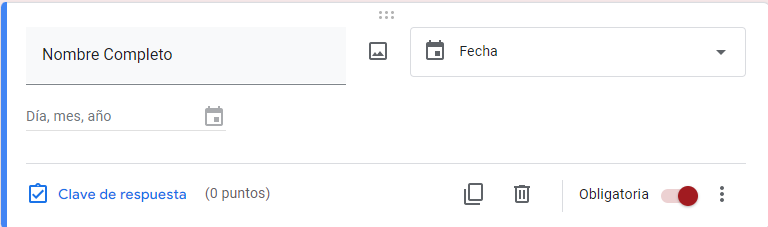 Nombre Completo
Fecha
Día, mes, año
Clave de respuesta (0 puntos)
Obligatoria